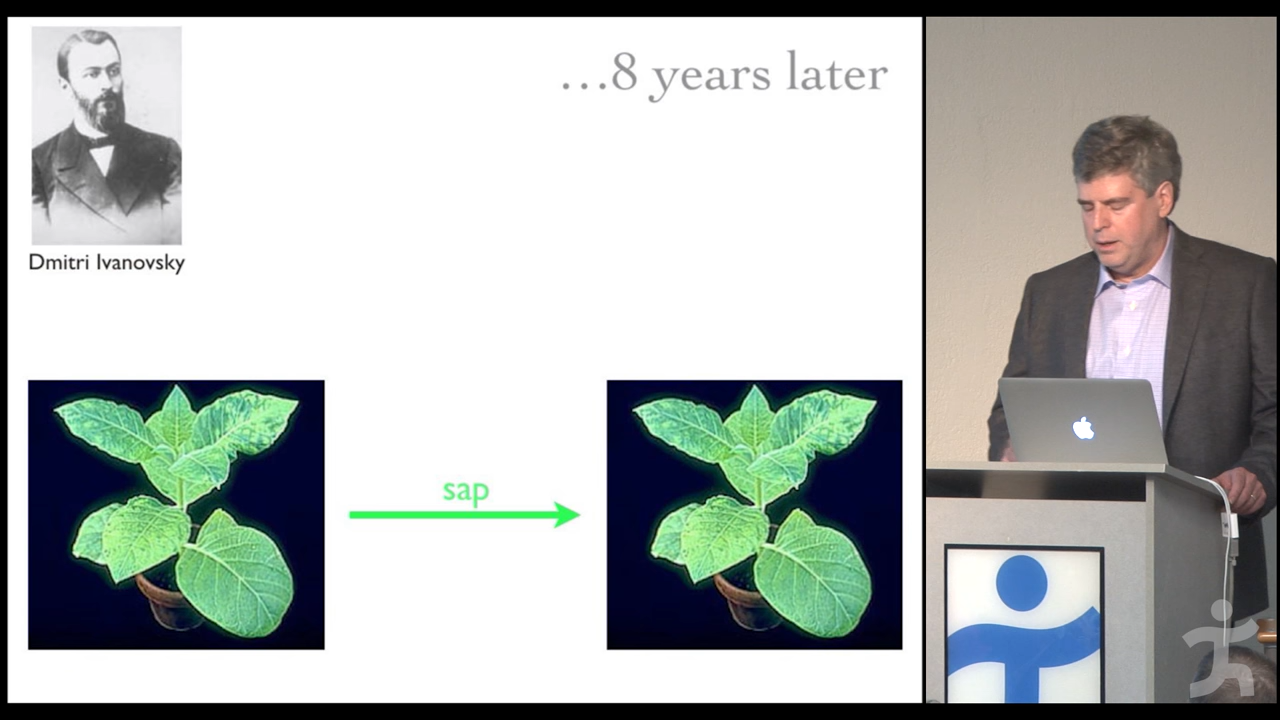 …8 years later
Dmitri Ivanovsky
sap